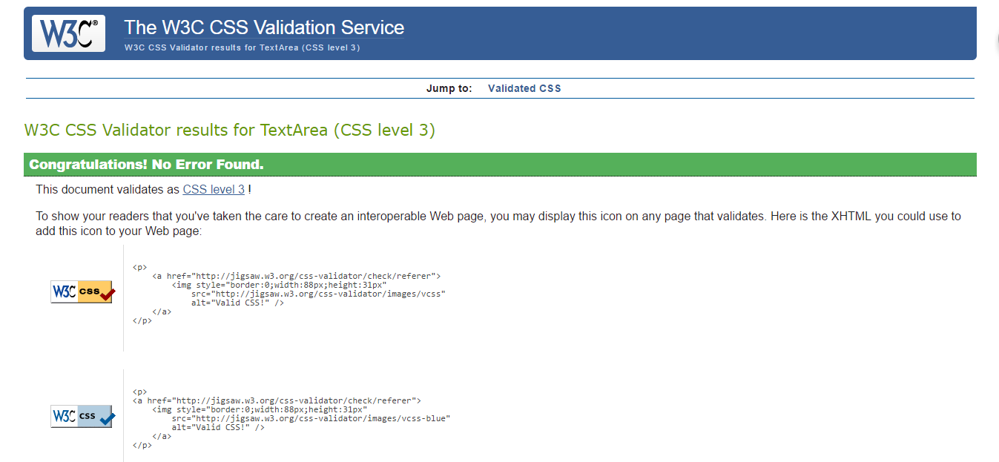 W3C®
The W3C CSS Validation Service
W3C CSS Validator results for TextArea (CSS level 3)
Jump to: Validated CSS
W3C CSS Validator results for TextArea (CSS level 3)
Congratulations! No Error Found.
This document validates as CSS level 3 !
To show your readers that you've taken the care to create an interoperable Web page, you may display this icon on any page that validates. Here is the XHTML you could use to
add this icon to your Web page:
<p>
<a href="http://jigsaw.w3.org/css-validator/check/referer">
<img style="border:0;width:88px;height:31px"
W3C css
src="http://jigsaw.w3.org/css-validator/images/vcss"
alt="Valid CSS!" />
</a>
</p>
<p>
<a href="http://jigsaw.w3.org/css-validator/check/referer">
<img style="border:0;width:88px;height:31px"
W3C css
src="http://jigsaw.w3.org/css-validator/images/vcss-blue"
alt="Valid CSS!" />
</a>
</p>